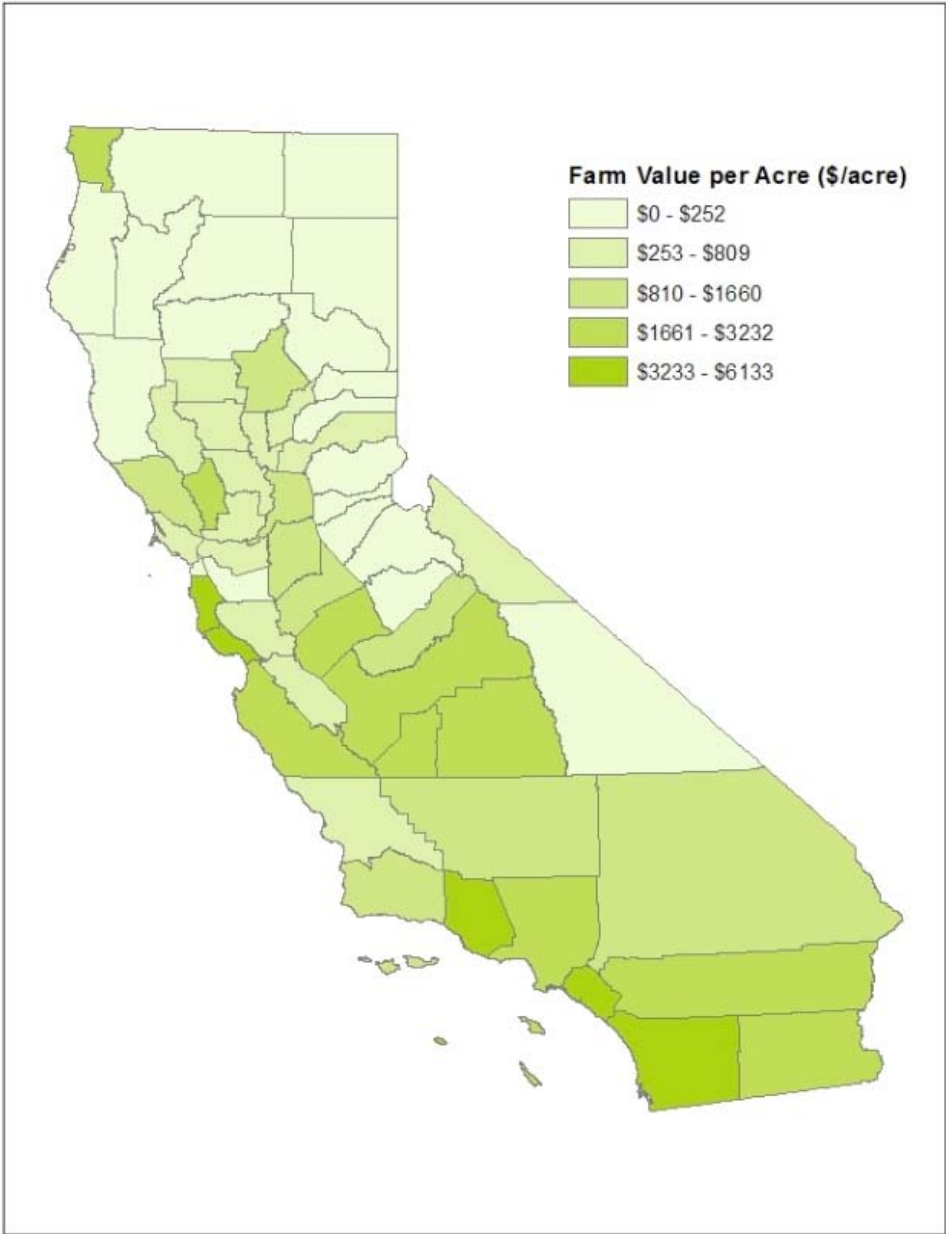 Farm Value per Acre ($/acre)
$0 - $252
$253 - $809
$810 - $1660
$1661 - $3232
$3233 - $6133